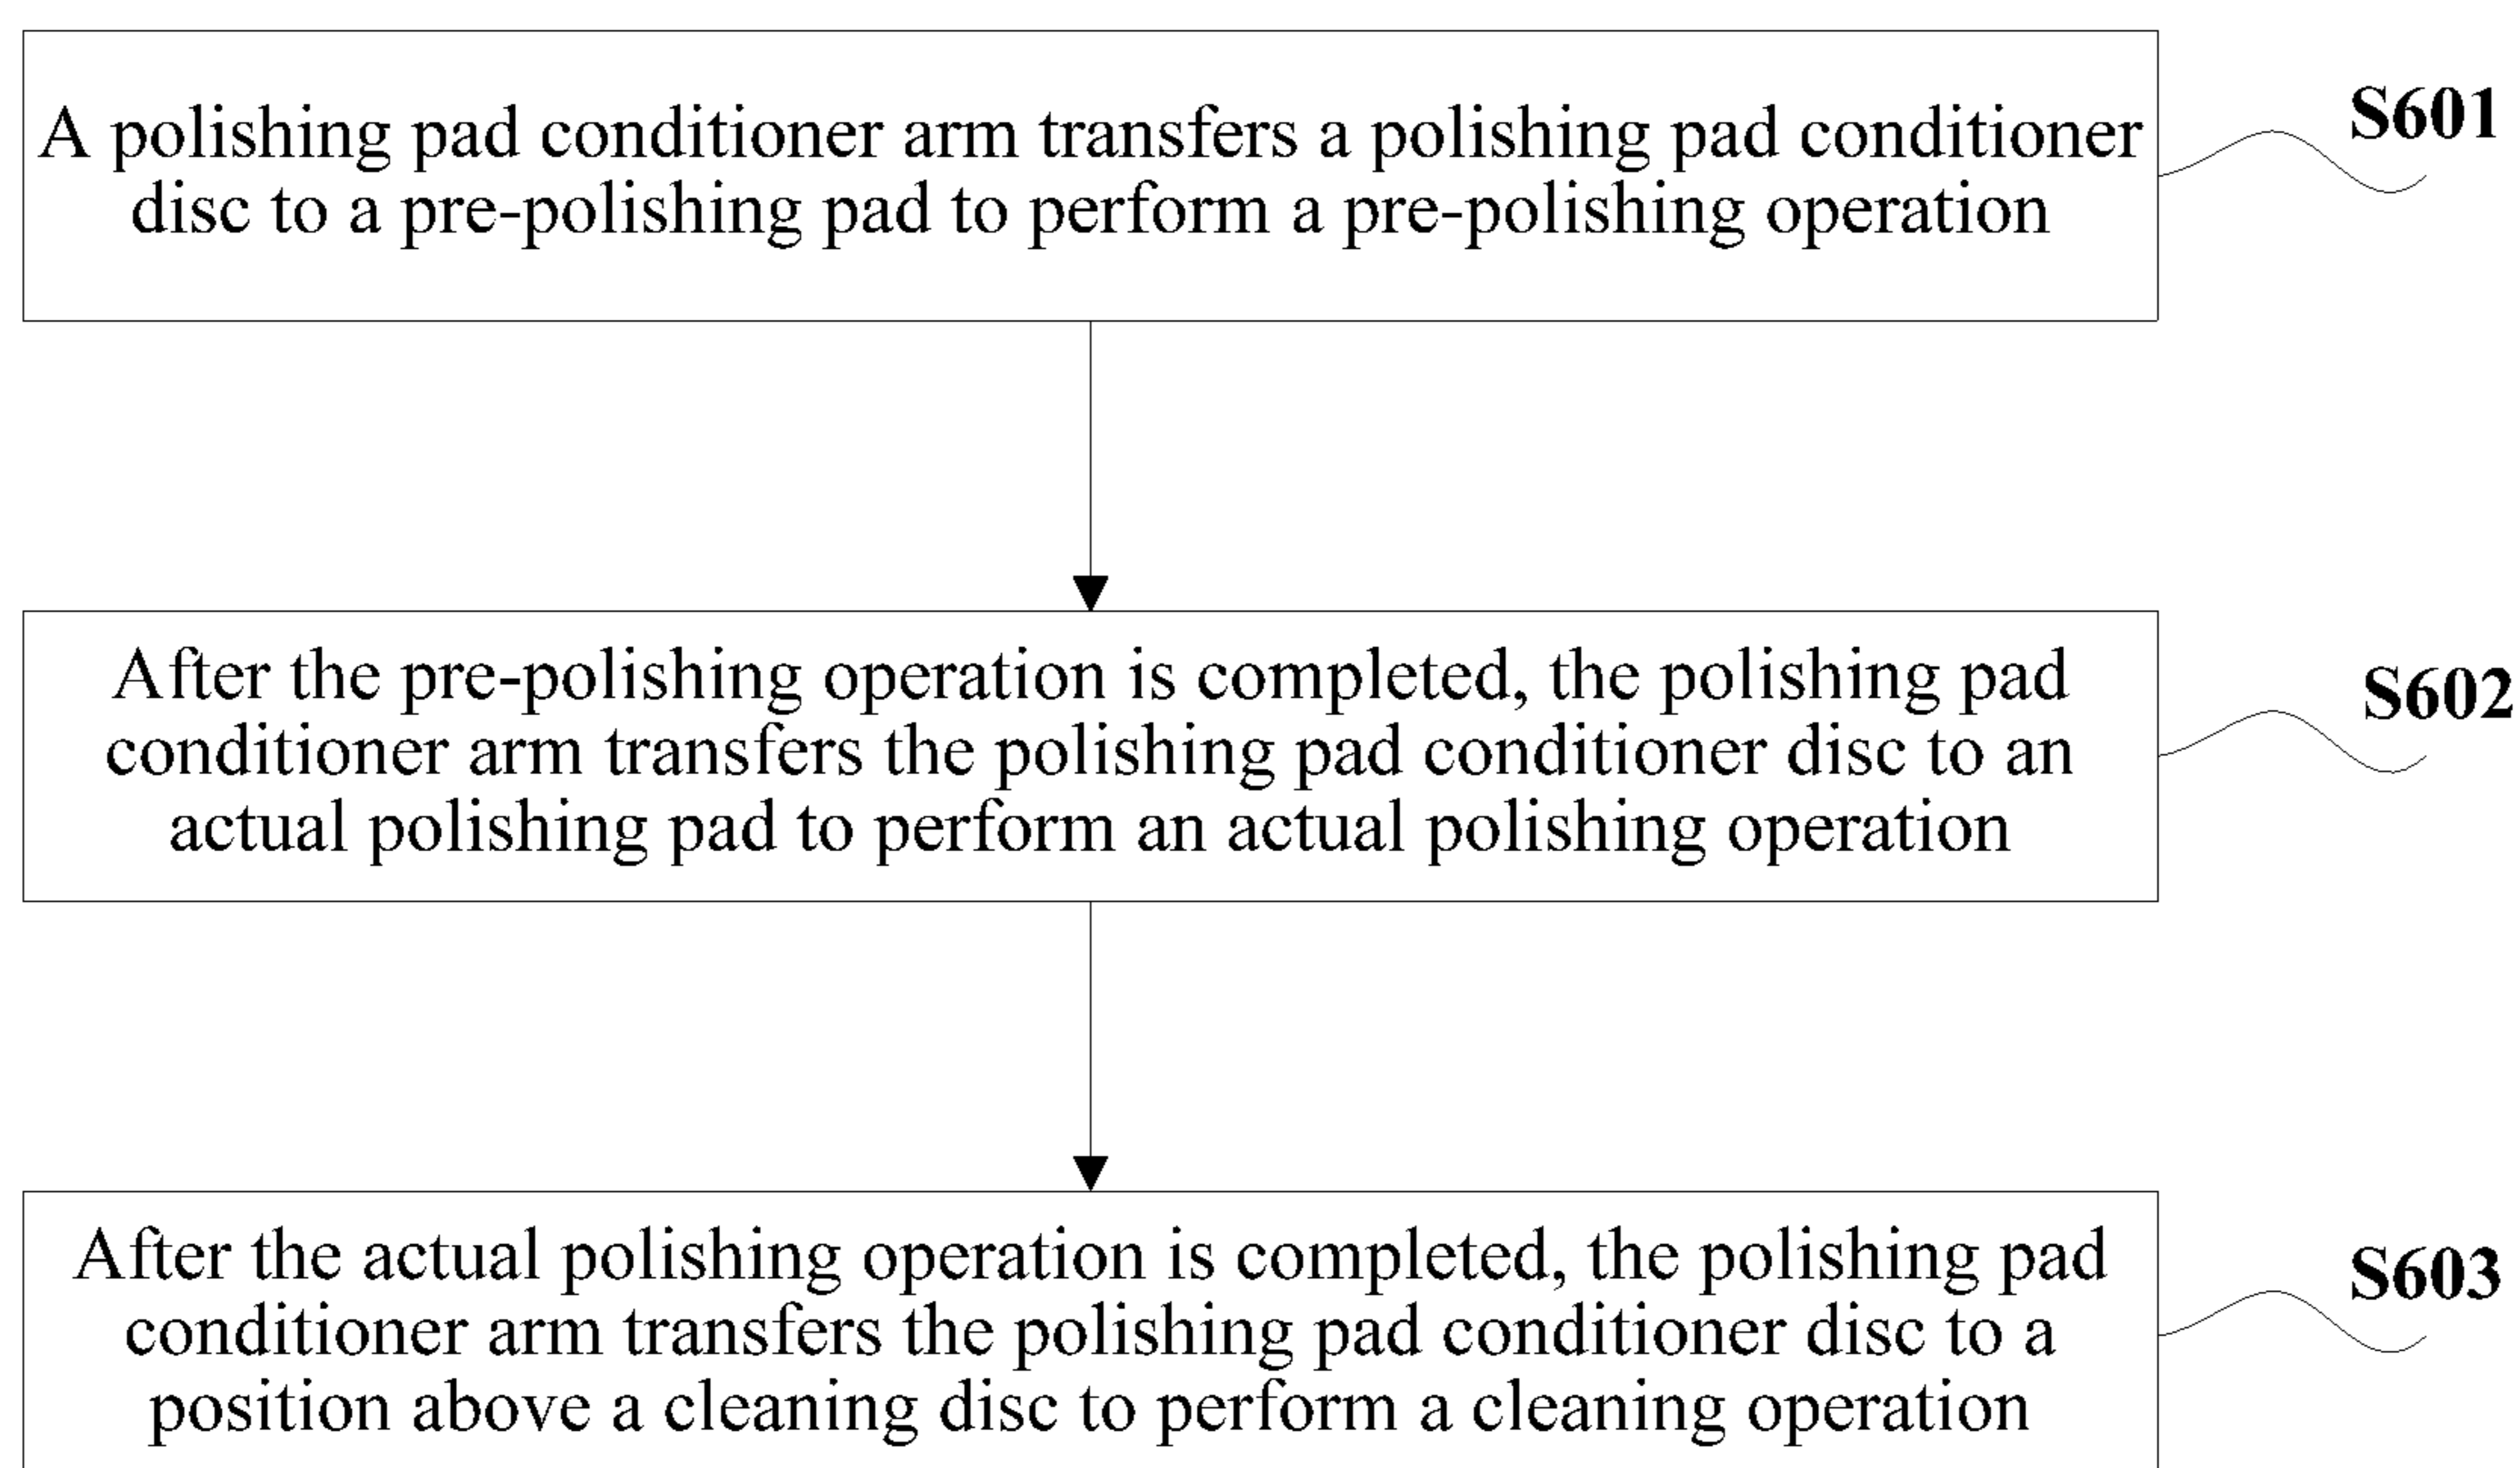 A polishing pad conditioner arm transfers a polishing pad conditioner
disc to a pre-polishing pad to perform a pre-polishing operation
S601
After the pre-polishing operation is completed, the polishing pad
conditioner arm transfers the polishing pad conditioner disc to an
actual polishing pad to perform an actual polishing operation
S602
After the actual polishing operation is completed, the polishing pad
conditioner arm transfers the polishing pad conditioner disc to a
position above a cleaning disc to perform a cleaning operation
S603